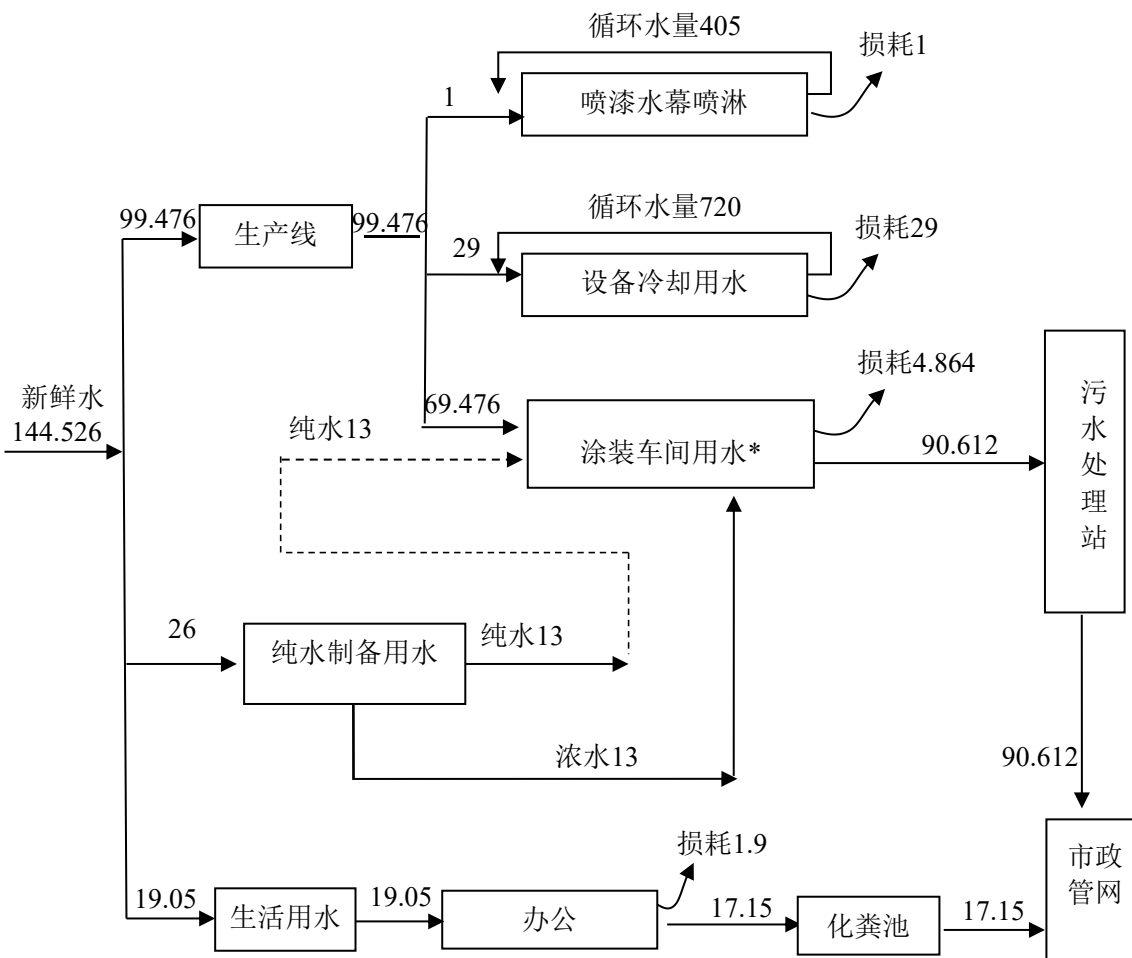 循环水量405
损耗1
1
喷漆水幕喷淋
99.476
生产线
99.476
循环水量720
损耗29
29
设备冷却用水
新鲜水
144.526
69.476
损耗4.864
纯水13
涂装车间用水*
90.612
污
水
处
理
站
26
纯水制备用水
纯水13
浓水13
90.612
损耗1.9
19.05
生活用水
19.05
办公
17.15
化粪池
17.15
市政
管网